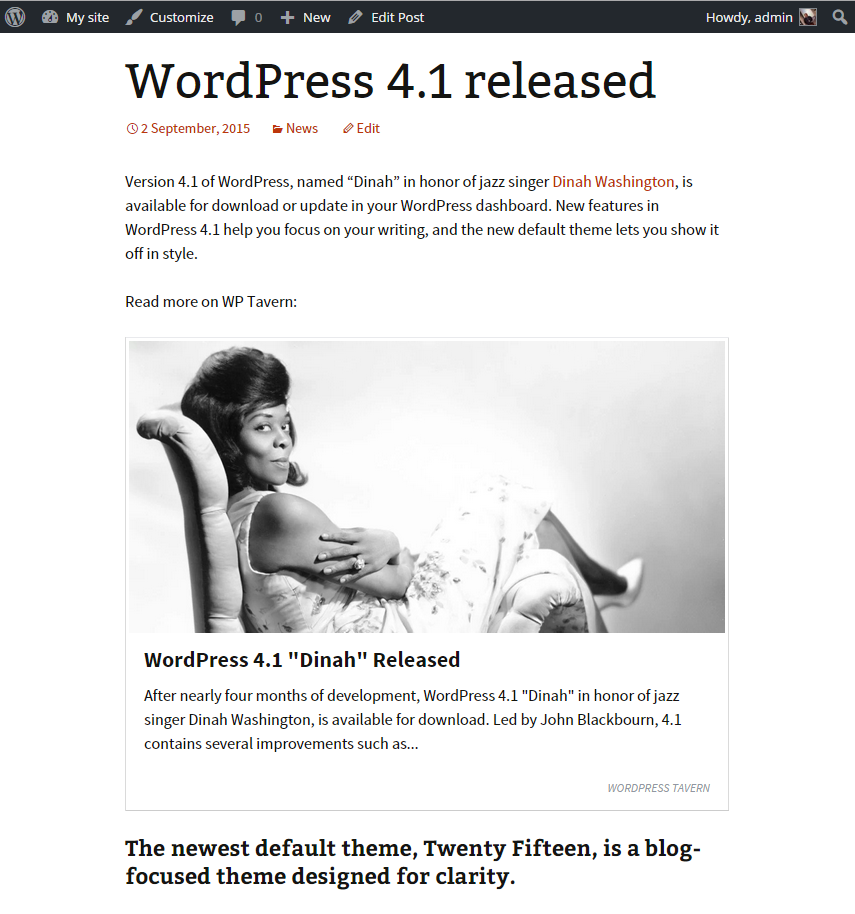 My site Customize 0 New Edit Post Howdy, admin
WordPress 4.1 released
2 September, 2015 News Edit
Version 4.1 of WordPress, named “Dinah” in honor of jazz singer Dinah Washington, is
available for download or update in your WordPress dashboard. New features in
WordPress 4.1 help you focus on your writing, and the new default theme lets you show it
off in style.
Read more on WP Tavern:
WordPress 4.1 "Dinah" Released
After nearly four months of development, WordPress 4.1 "Dinah" in honor of jazz
singer Dinah Washington, is available for download. Led by John Blackbourn, 4.1
contains several improvements such as...
WORDPRESS TAVERN
The newest default theme, Twenty Fifteen, is a blog-
focused theme designed for clarity.